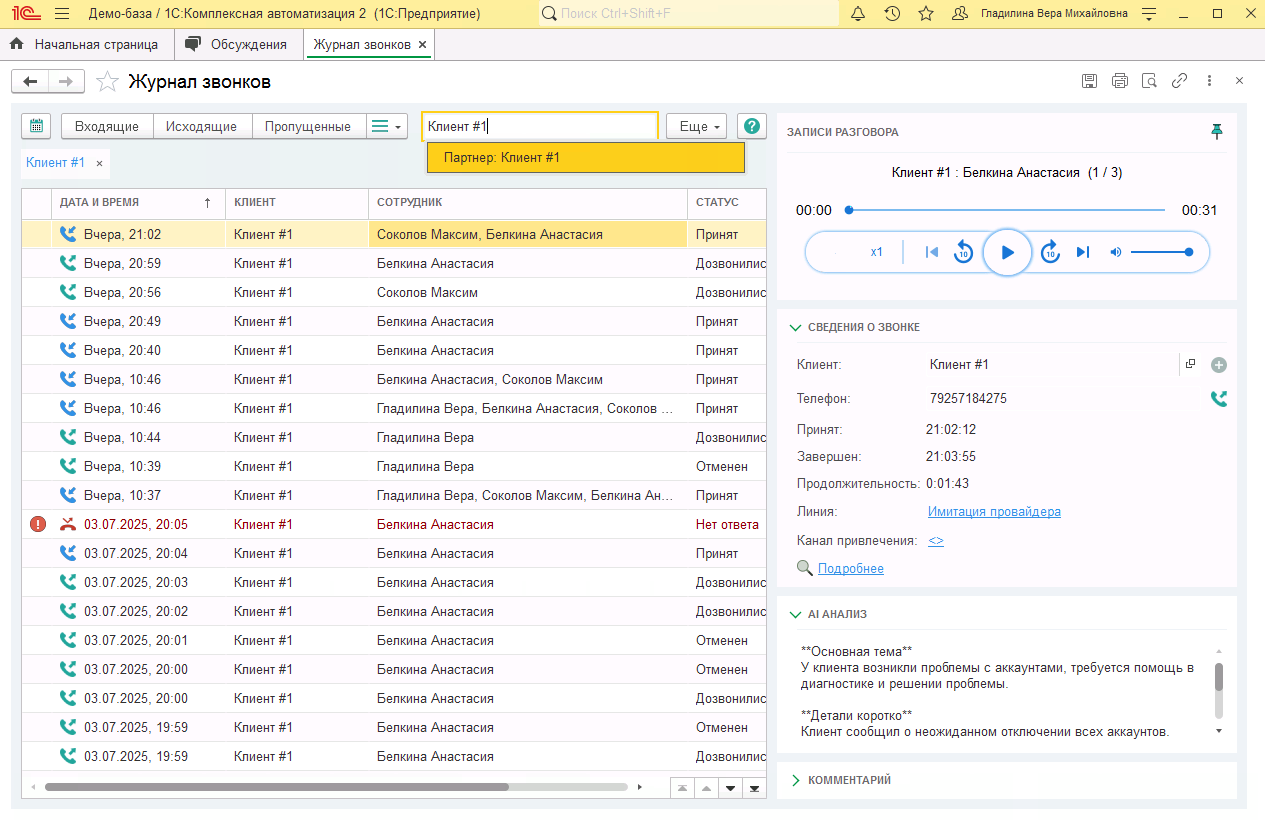 1С Демо-база / 1С:Комплексная автоматизация 2 (1С:Предприятие) Поиск Ctrl+Shift+F Гладилина Вера Михайловна
Начальная страница Обсуждения Журнал звонков ×
Журнал звонков
Входящие Исходящие Пропущенные Клиент #1 Еще ?
Партнер: Клиент #1
Клиент #1 ×
ДАТА И ВРЕМЯ ↑ КЛИЕНТ СОТРУДНИК СТАТУС
Вчера, 21:02 Клиент #1 Соколов Максим, Белкина Анастасия Принят
Вчера, 20:59 Клиент #1 Белкина Анастасия Дозвонилис
Вчера, 20:56 Клиент #1 Соколов Максим Дозвонилис
Вчера, 20:49 Клиент #1 Белкина Анастасия Принят
Вчера, 20:40 Клиент #1 Белкина Анастасия Принят
Вчера, 10:46 Клиент #1 Белкина Анастасия, Соколов Максим Принят
Вчера, 10:46 Клиент #1 Гладилина Вера, Белкина Анастасия, Соколов ... Принят
Вчера, 10:44 Клиент #1 Гладилина Вера Дозвонилис
Вчера, 10:39 Клиент #1 Гладилина Вера Отменен
Вчера, 10:37 Клиент #1 Гладилина Вера, Соколов Максим, Белкина Ан... Принят
03.07.2025, 20:05 Клиент #1 Белкина Анастасия Нет ответа
03.07.2025, 20:04 Клиент #1 Белкина Анастасия Принят
03.07.2025, 20:03 Клиент #1 Белкина Анастасия Дозвонилис
03.07.2025, 20:02 Клиент #1 Белкина Анастасия Дозвонилис
03.07.2025, 20:01 Клиент #1 Белкина Анастасия Отменен
03.07.2025, 20:00 Клиент #1 Белкина Анастасия Отменен
03.07.2025, 20:00 Клиент #1 Белкина Анастасия Дозвонилис
03.07.2025, 19:59 Клиент #1 Белкина Анастасия Отменен
03.07.2025, 19:59 Клиент #1 Белкина Анастасия Дозвонилис
ЗАПИСИ РАЗГОВОРА
Клиент #1 : Белкина Анастасия (1 / 3)
00:00 00:31
x1 10 10
СВЕДЕНИЯ О ЗВОНКЕ
Клиент: Клиент #1
Телефон: 79257184275
Принят: 21:02:12
Завершен: 21:03:55
Продолжительность: 0:01:43
Линия: Имитация провайдера
Канал привлечения: <>
Подробнее
AI АНАЛИЗ
**Основная тема**
У клиента возникли проблемы с аккаунтами, требуется помощь в
диагностике и решении проблемы.
**Детали коротко**
Клиент сообщил о неожиданном отключении всех аккаунтов.
КОММЕНТАРИЙ